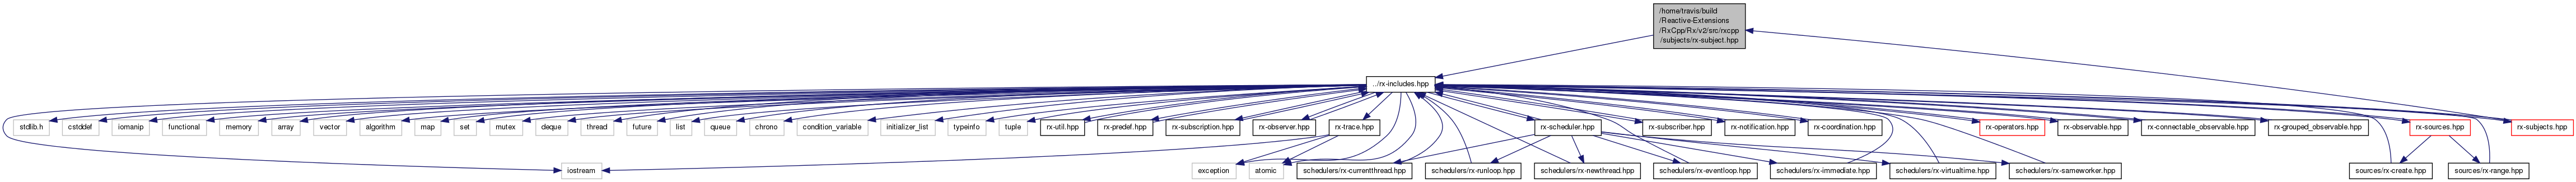 /home/travis/build
/Reactive-Extensions
/RxCpp/Rx/v2/src/rxcpp
/subjects/rx-subject.hpp
../rx-includes.hpp
stdlib.h
cstddef
iomanip
functional
memory
array
vector
algorithm
map
set
mutex
deque
thread
future
list
queue
chrono
condition_variable
initializer_list
typeinfo
tuple
rx-util.hpp
rx-predef.hpp
rx-subscription.hpp
rx-observer.hpp
rx-trace.hpp
rx-scheduler.hpp
rx-subscriber.hpp
rx-notification.hpp
rx-coordination.hpp
rx-operators.hpp
rx-observable.hpp
rx-connectable_observable.hpp
rx-grouped_observable.hpp
rx-sources.hpp
rx-subjects.hpp
iostream
exception
atomic
schedulers/rx-currentthread.hpp
schedulers/rx-runloop.hpp
schedulers/rx-newthread.hpp
schedulers/rx-eventloop.hpp
schedulers/rx-immediate.hpp
schedulers/rx-virtualtime.hpp
schedulers/rx-sameworker.hpp
sources/rx-create.hpp
sources/rx-range.hpp